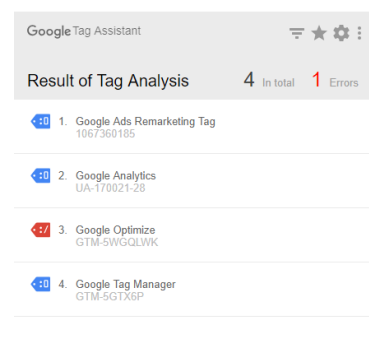 Google Tag Assistant
Result of Tag Analysis 4 In total 1 Errors
1. Google Ads Remarketing Tag
1067360185
2. Google Analytics
UA-170021-28
3. Google Optimize
GTM-5WGQLWK
4. Google Tag Manager
GTM-5GTX6P